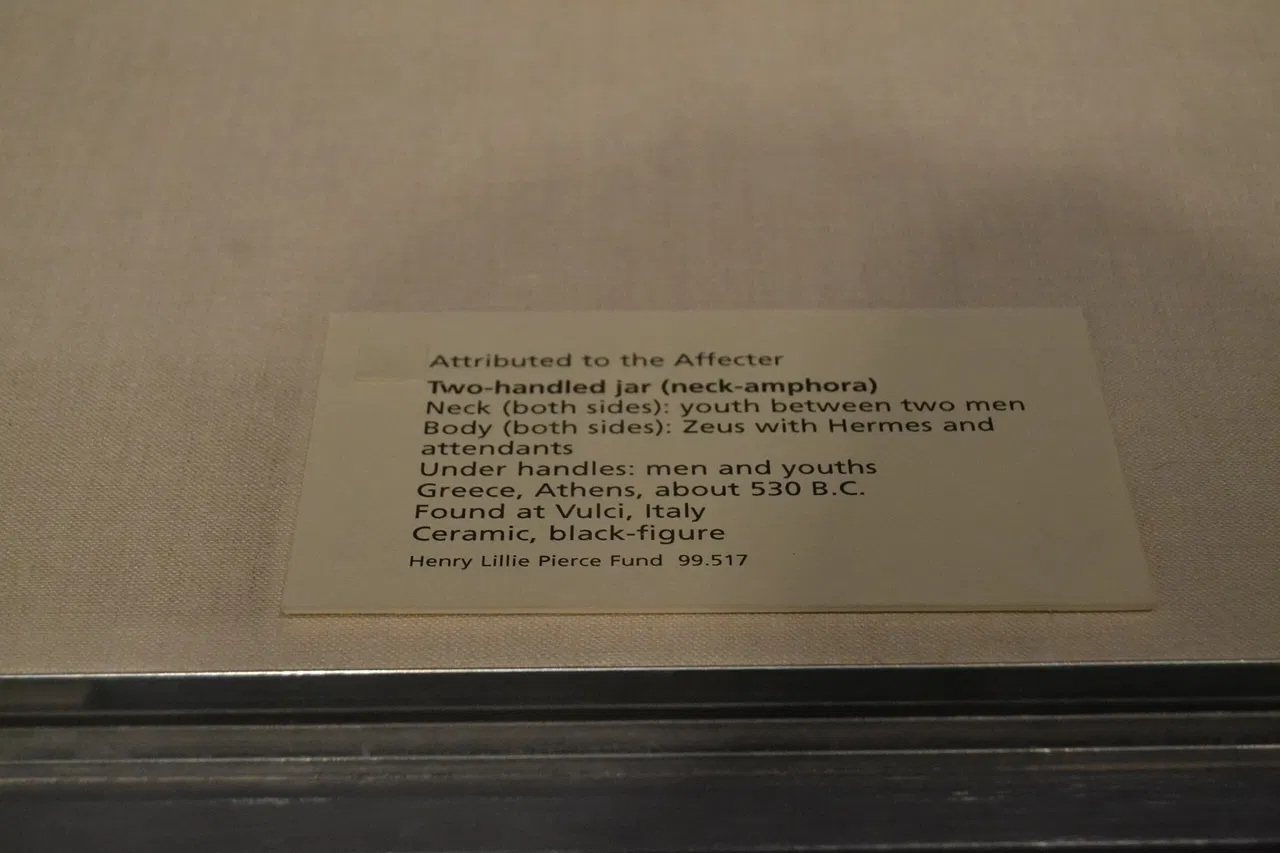 Attributed to the Affecter
Two-handled jar (neck-amphora)
Neck (both sides): youth between two men
Body (both sides): Zeus with Hermes and
attendants
Under handles: men and youths
Greece, Athens, about 530 B.C.
Found at Vulci, Italy
Ceramic, black-figure
Henry Lillie Pierce Fund 99.517